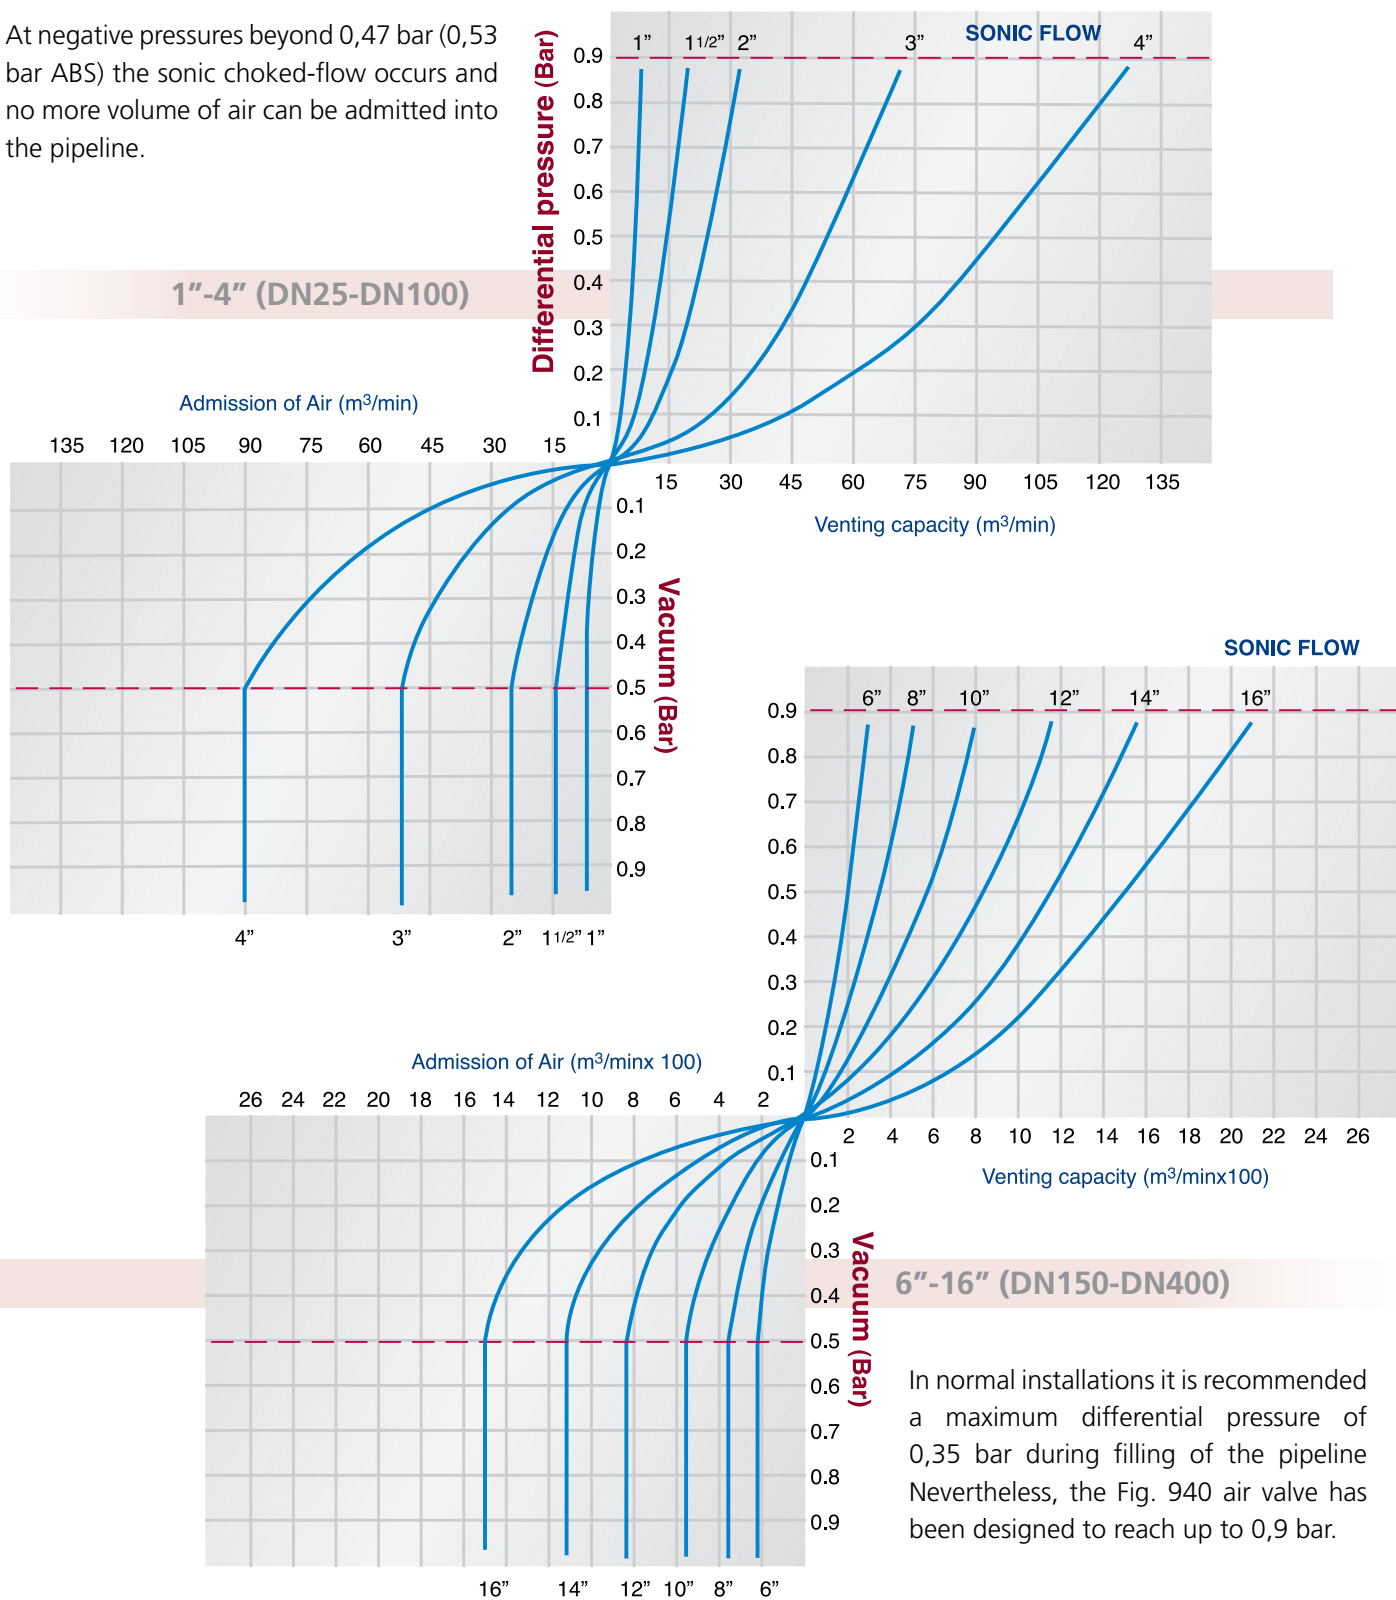 At negative pressures beyond 0,47 bar (0,53
bar ABS) the sonic choked-flow occurs and
no more volume of air can be admitted into
the pipeline.
SONIC FLOW
1” 1 1/2” 2” 3” 4”
Differential pressure (Bar)
0.9
0.8
0.7
0.6
0.5
0.4
0.3
0.2
0.1
1”-4” (DN25-DN100)
Admission of Air (m³/min)
135 120 105 90 75 60 45 30 15
15 30 45 60 75 90 105 120 135
Venting capacity (m³/min)
0.1
0.2
0.3
0.4
0.5
0.6
0.7
0.8
0.9
Vacuum (Bar)
4” 3” 2” 1 1/2” 1”
SONIC FLOW
6” 8” 10” 12” 14” 16”
0.9
0.8
0.7
0.6
0.5
0.4
0.3
0.2
0.1
Admission of Air (m³/minx 100)
26 24 22 20 18 16 14 12 10 8 6 4 2
2 4 6 8 10 12 14 16 18 20 22 24 26
Venting capacity (m³/minx100)
0.1
0.2
0.3
0.4
0.5
0.6
0.7
0.8
0.9
Vacuum (Bar)
6”-16” (DN150-DN400)
In normal installations it is recommended
a maximum differential pressure of
0,35 bar during filling of the pipeline
Nevertheless, the Fig. 940 air valve has
been designed to reach up to 0,9 bar.
16” 14” 12” 10” 8” 6”